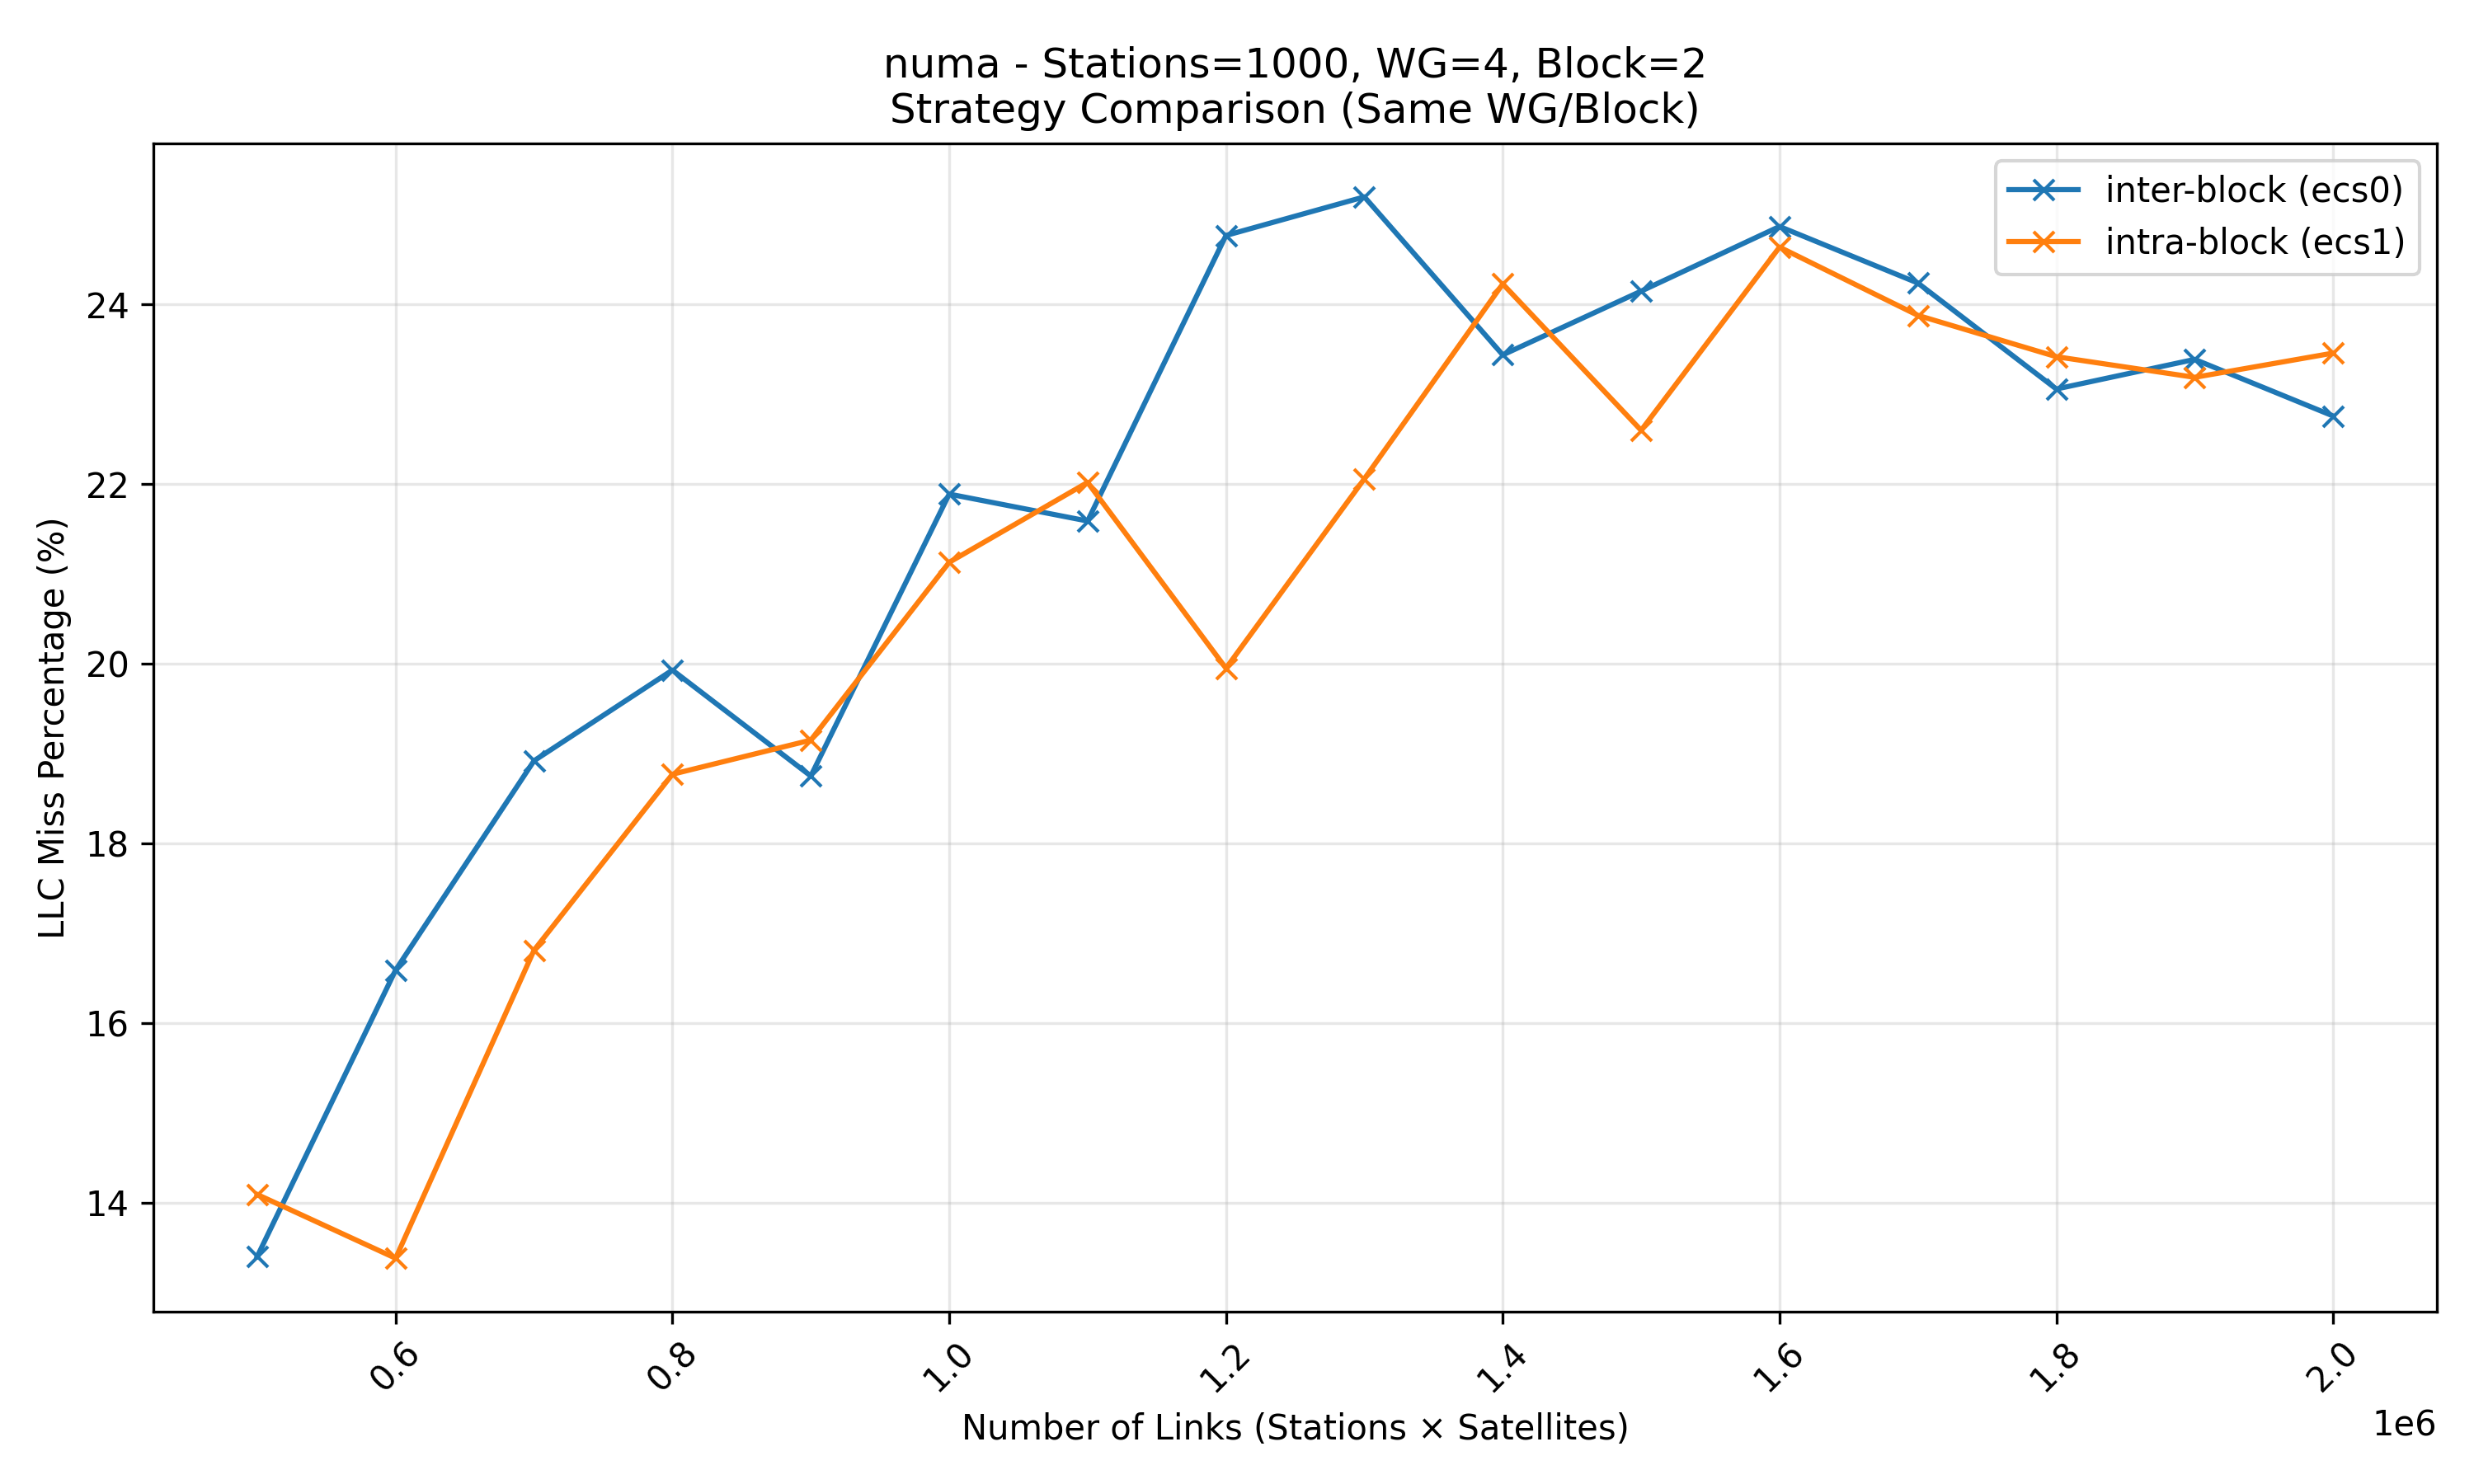 numa - Stations=1000, WG=4, Block=2
Strategy Comparison (Same WG/Block)
inter-block (ecs0)
intra-block (ecs1)
LLC Miss Percentage (%)
24
22
20
18
16
14
0.6
0.8
1.0
1.2
1.4
1.6
1.8
2.0
1e6
Number of Links (Stations × Satellites)